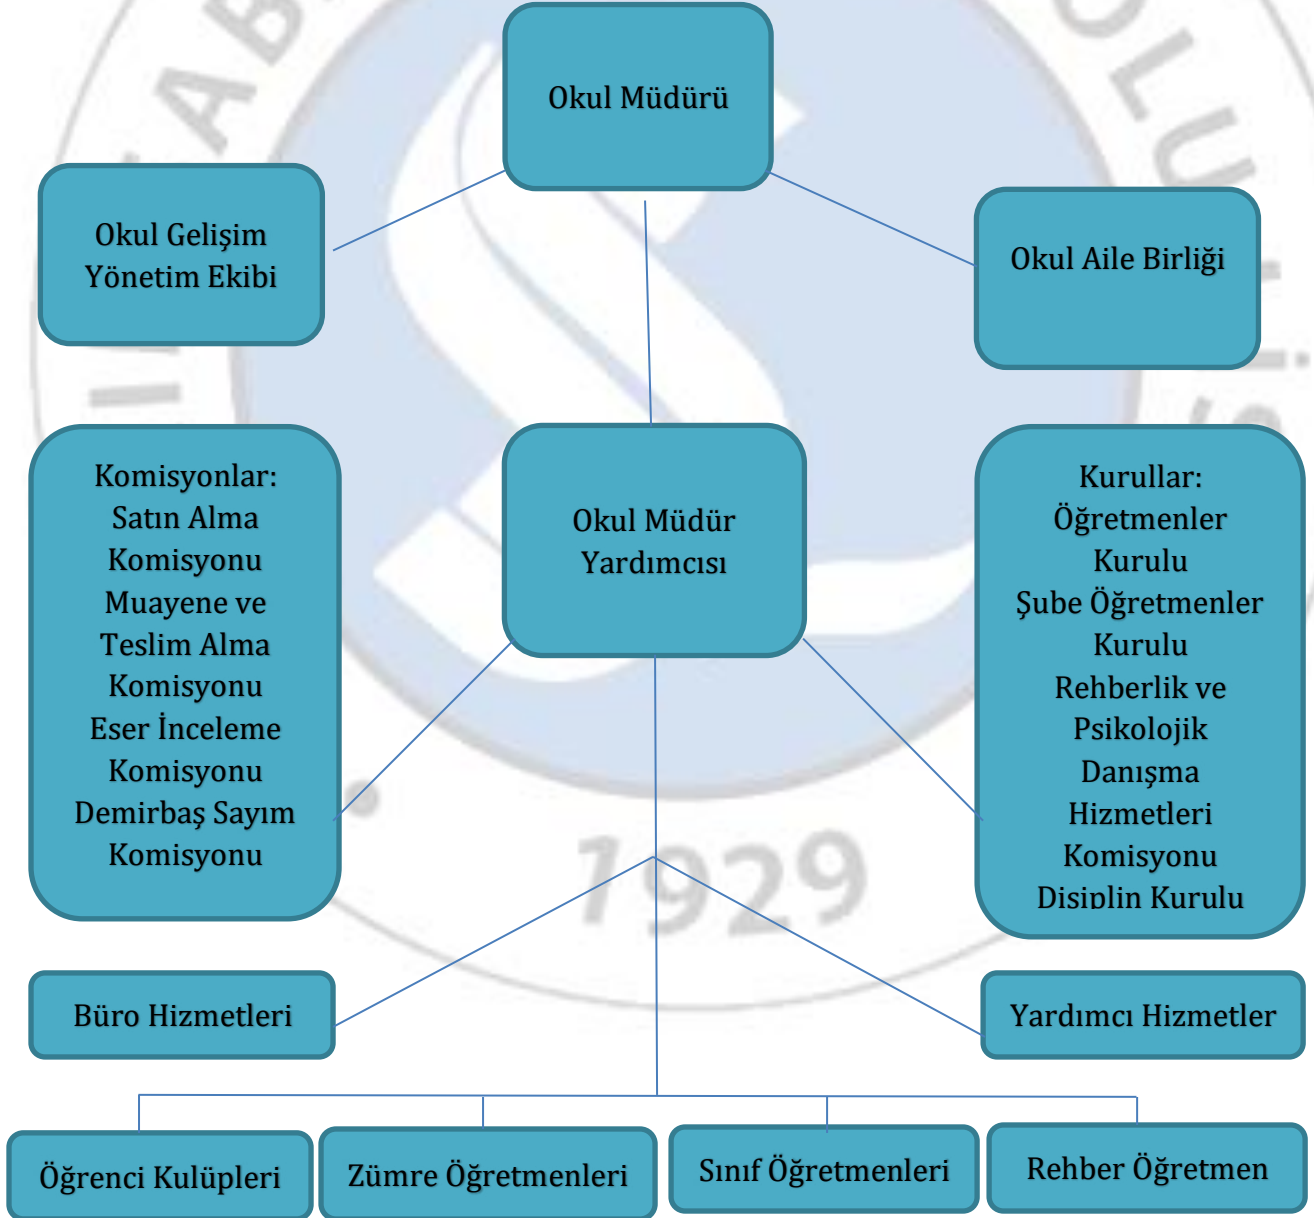 Okul Müdürü
Okul Gelişim
Yönetim Ekibi
Okul Aile Birliği
Komisyonlar:
Satın Alma
Komisyonu
Muayene ve
Teslim Alma
Komisyonu
Eser İnceleme
Komisyonu
Demirbaş Sayım
Komisyonu
Okul Müdür
Yardımcısı
Kurullar:
Öğretmenler
Kurulu
Şube Öğretmenler
Kurulu
Rehberlik ve
Psikolojik
Danışma
Hizmetleri
Komisyonu
Disiplin Kurulu
1929
Büro Hizmetleri
Yardımcı Hizmetler
Öğrenci Kulüpleri
Zümre Öğretmenleri
Sınıf Öğretmenleri
Rehber Öğretmen